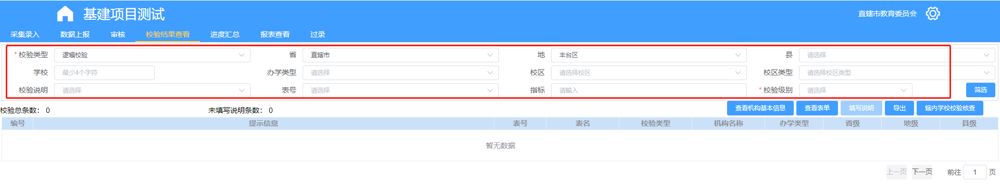 基建项目测试
直辖市教育委员会
采集录入 数据上报 审核 校验结果查看 进度汇总 报表查看 过录
* 校验类型 逻辑校验 省 直辖市 地 丰台区 县 请选择
学校 最少4个字符 办学类型 请选择 校区 请选择校区 校区类型 请选择校区类型
校验说明 请选择 表号 请选择 指标 请输入 * 校验级别 请选择 筛选
校验总条数： 0 未填写说明条数： 0 查看机构基本信息 查看表单 填写说明 导出 辖内学校校验核查
编号 提示信息 表号 表名 校验类型 机构名称 办学类型 省级 地级 县级
暂无数据
上一页 下一页 前往 1 页